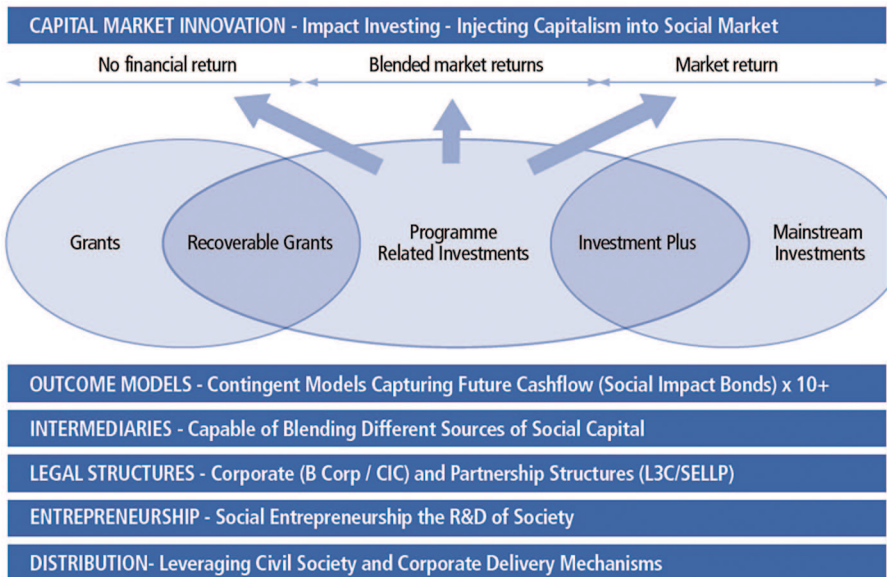 CAPITAL MARKET INNOVATION - Impact Investing - Injecting Capitalism into Social Market
No financial return
Blended market returns
Market return
Grants
Recoverable Grants
Programme
Related Investments
Investment Plus
Mainstream
Investments
OUTCOME MODELS - Contingent Models Capturing Future Cashflow (Social Impact Bonds) x 10+
INTERMEDIARIES - Capable of Blending Different Sources of Social Capital
LEGAL STRUCTURES - Corporate (B Corp / CIC) and Partnership Structures (L3C/SELLP)
ENTREPRENEURSHIP - Social Entrepreneurship the R&D of Society
DISTRIBUTION- Leveraging Civil Society and Corporate Delivery Mechanisms